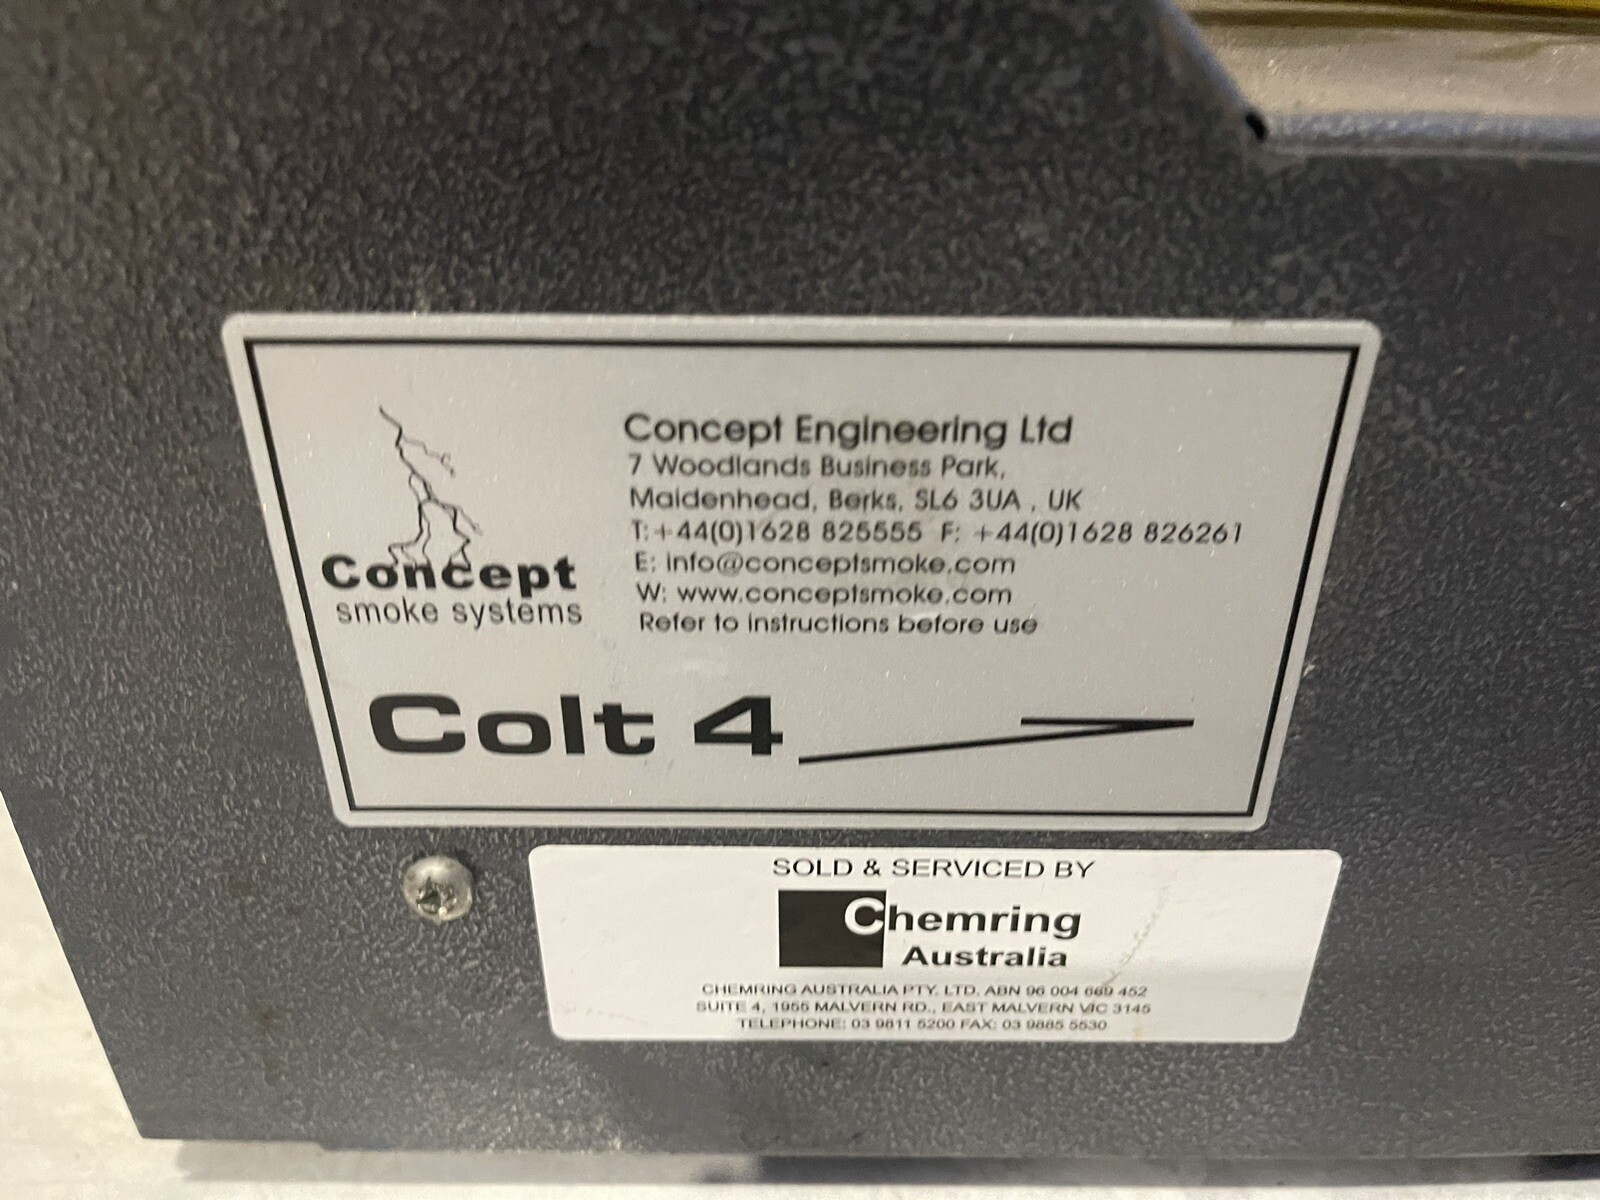 Concept
smoke systems
Concept Engineering Ltd
7 Woodlands Business Park,
Maidenhead, Berks, SL6 3UA , UK
T:+44(0)1628 825555 F: +44(0)1628 826261
E: info@conceptsmoke.com
W: www.conceptsmoke.com
Refer to instructions before use
Colt 4
SOLD & SERVICED BY
Chemring
Australia
CHEMRING AUSTRALIA PTY. LTD. ABN 96 004 669 452
SUITE 4, 1955 MALVERN RD., EAST MALVERN VIC 3145
TELEPHONE: 03 9811 5200 FAX: 03 9885 5530